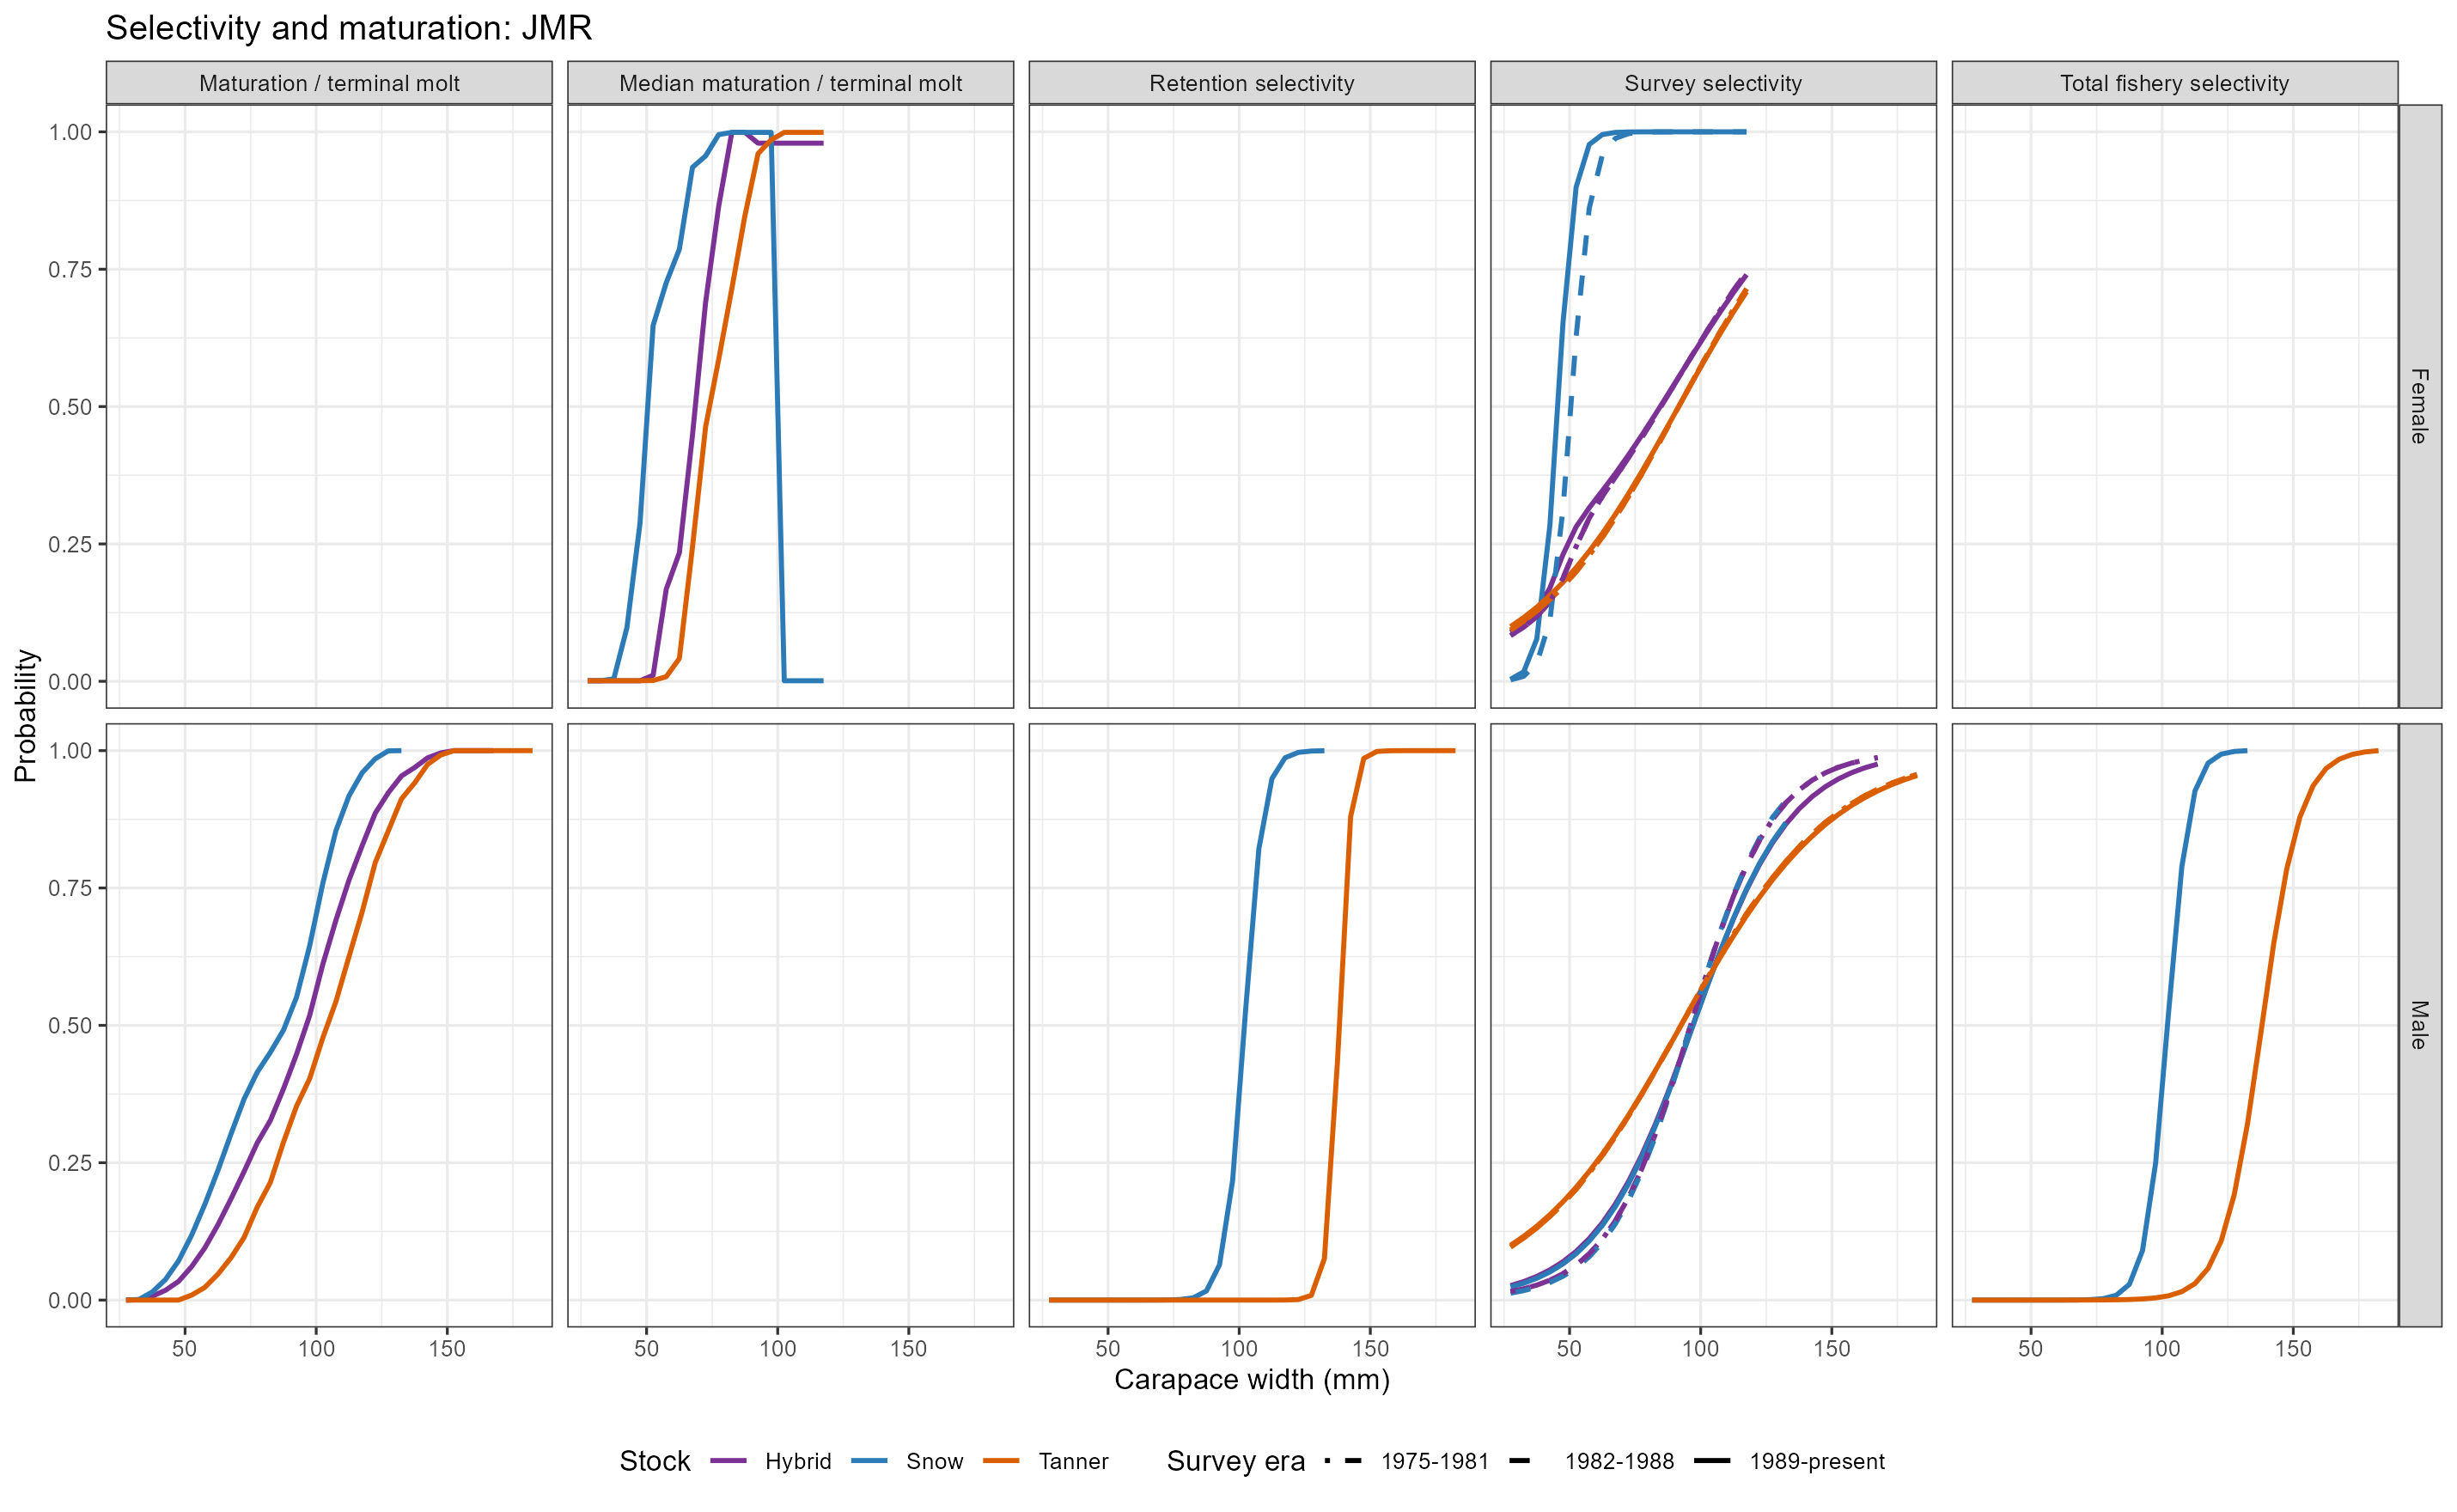 Selectivity and maturation: JMR
Maturation / terminal molt
Median maturation / terminal molt
Retention selectivity
Survey selectivity
Total fishery selectivity
1.00
0.75
0.50
0.25
0.00
Female
Probability
1.00
0.75
0.50
0.25
0.00
Male
50 100 150
50 100 150
50 100 150
50 100 150
50 100 150
Carapace width (mm)
Stock Hybrid Snow Tanner Survey era 1975-1981 1982-1988 1989-present